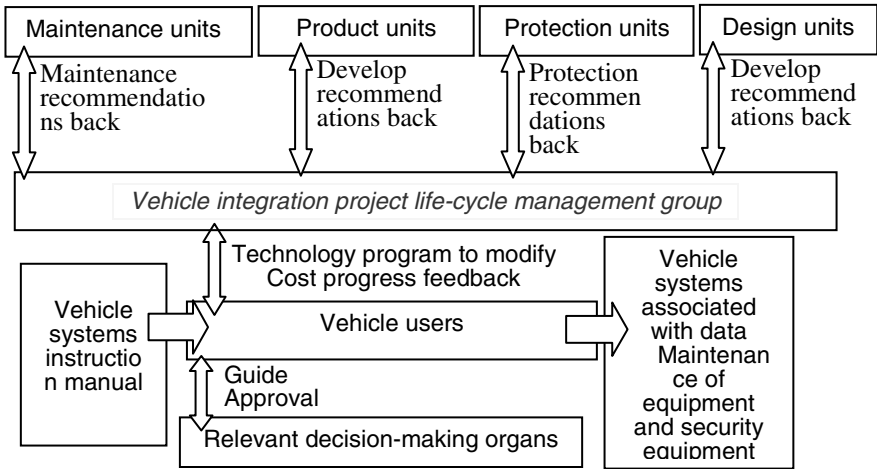 Maintenance units
Product units
Protection units
Design units
Maintenance
recommendatio
ns back
Develop
recommend
ations back
Protection
recommen
dations
back
Develop
recommend
ations back
Vehicle integration project life-cycle management group
Technology program to modify
Cost progress feedback
Vehicle
systems
instructio
n manual
Vehicle users
Vehicle
systems
associated
with data
Maintenan
ce of
equipment
and security
equipment
Guide
Approval
Relevant decision-making organs